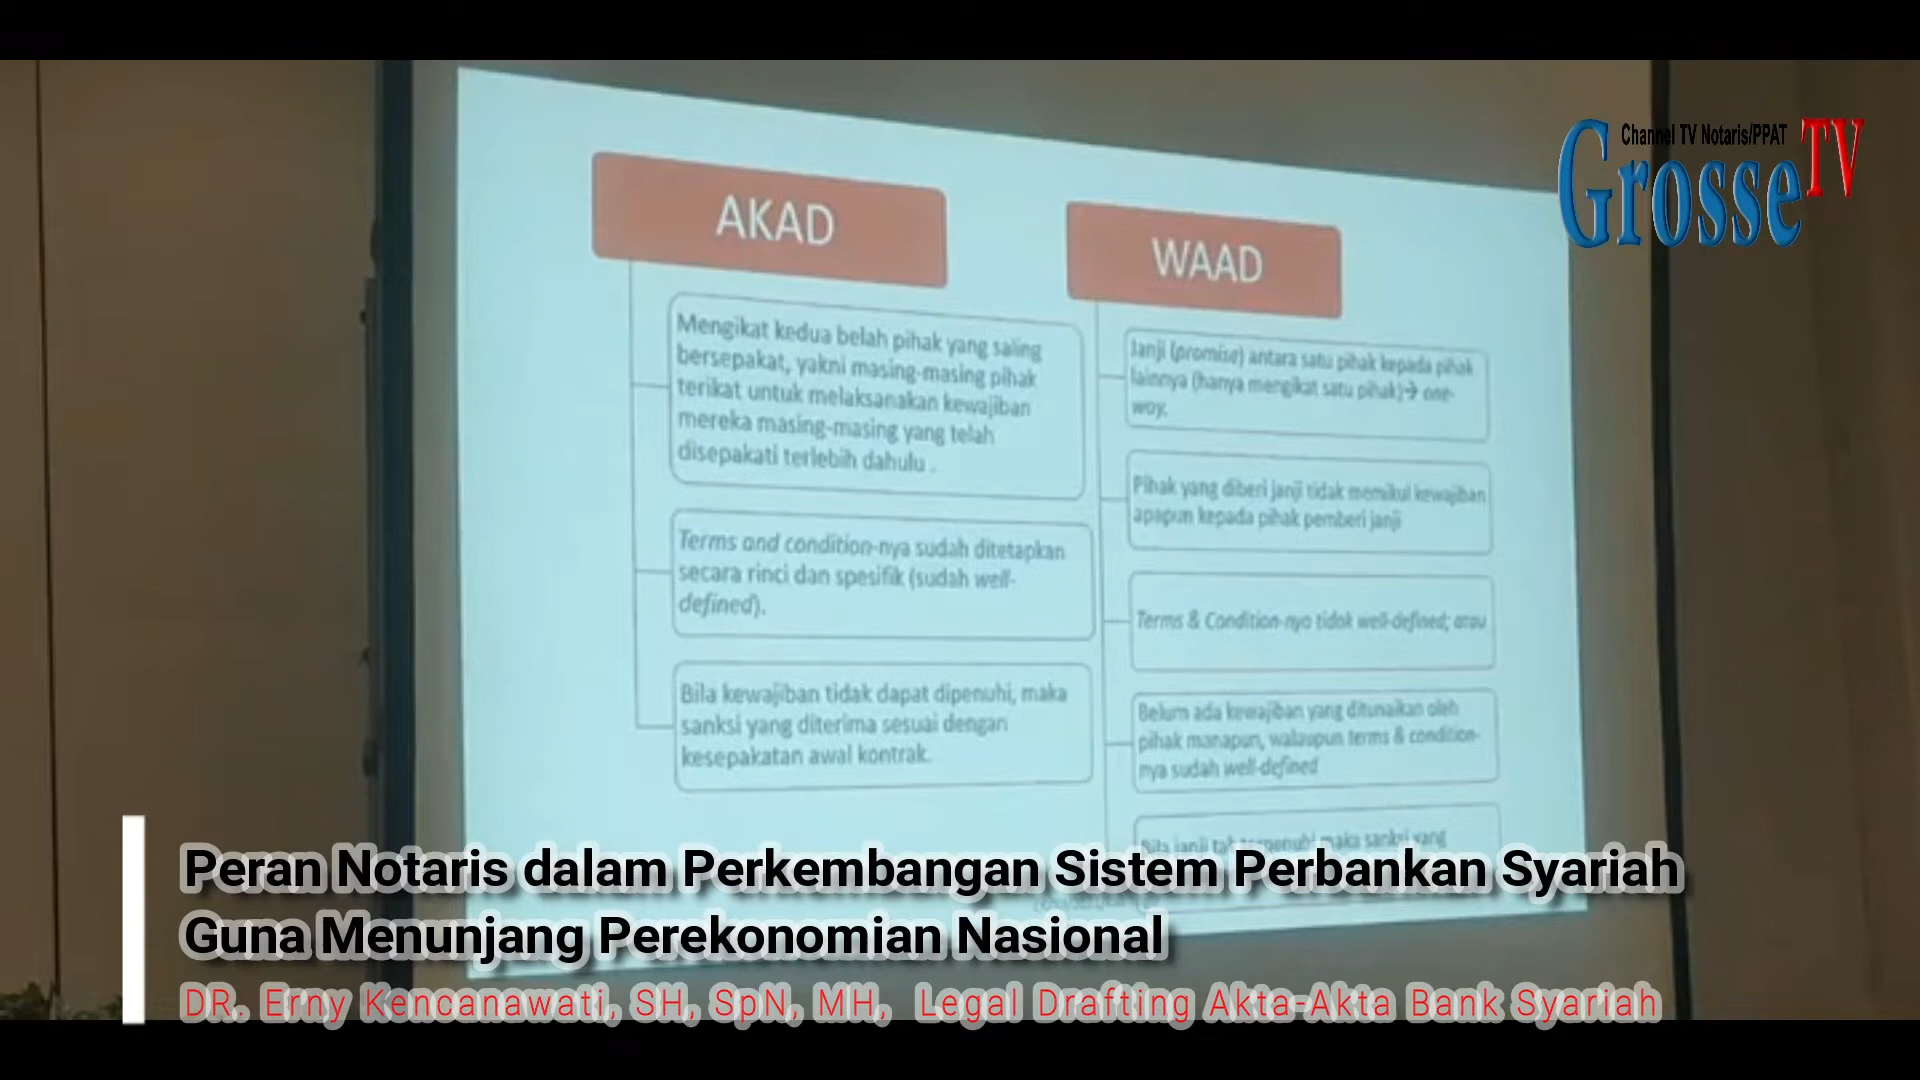 Channel TV Notaris/PPAT
GrosseTV
AKAD
Mengikat kedua belah pihak yang saling
bersepakat, yakni masing-masing pihak
terikat untuk melaksanakan kewajiban
mereka masing-masing yang telah
disepakati terlebih dahulu .
Terms and condition-nya sudah ditetapkan
secara rinci dan spesifik (sudah well-
defined).
Bila kewajiban tidak dapat dipenuhi, maka
sanksi yang diterima sesuai dengan
kesepakatan awal kontrak.
WAAD
Janji (promise) antara satu pihak kepada pihak
lainnya (hanya mengikat satu pihak)→ one-
way.
Pihak yang diberi janji tidak memikul kewajiban
apapun kepada pihak pemberi janji
Terms & Condition-nya tidak well-defined; atau
Belum ada kewajiban yang ditunaikan oleh
pihak manapun, walaupun terms & condition-
nya sudah well-defined
Bila janji maka sanksi yang
Peran Notaris dalam Perkembangan Sistem Perbankan Syariah
Guna Menunjang Perekonomian Nasional
DR. Erny Kencanawati, SH, SpN, MH, Legal Drafting Akta-Akta Bank Syariah